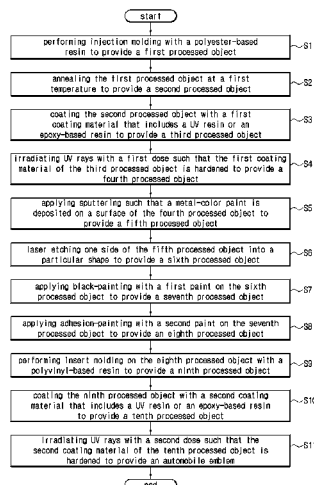 start
performing injection molding with a polyester-based
resin to provide a first processed object
S1
annealing the first processed object at a first
temperature to provide a second processed object
S2
coating the second processed object with a first
coating material that includes a UV resin or an
epoxy-based resin to provide a third processed object
S3
irradiating UV rays with a first dose such that the first coating
material of the third processed object is hardened to provide a
fourth processed object
S4
applying sputtering such that a metal-color paint is
deposited on a surface of the fourth processed object to
provide a fifth processed object
S5
laser etching one side of the fifth processed object into a
particular shape to provide a sixth processed object
S6
applying black-painting with a first paint on the sixth
processed object to provide a seventh processed object
S7
applying adhesion-painting with a second paint on the seventh
processed object to provide an eighth processed object
S8
performing insert molding on the eighth processed object with a
polyvinyl-based resin to provide a ninth processed object
S9
coating the ninth processed object with a second coating
material that includes a UV resin or an epoxy-based resin
to provide a tenth processed object
S10
irradiating UV rays with a second dose such that the
second coating material of the tenth processed object is
hardened to provide an automobile emblem
S11
end